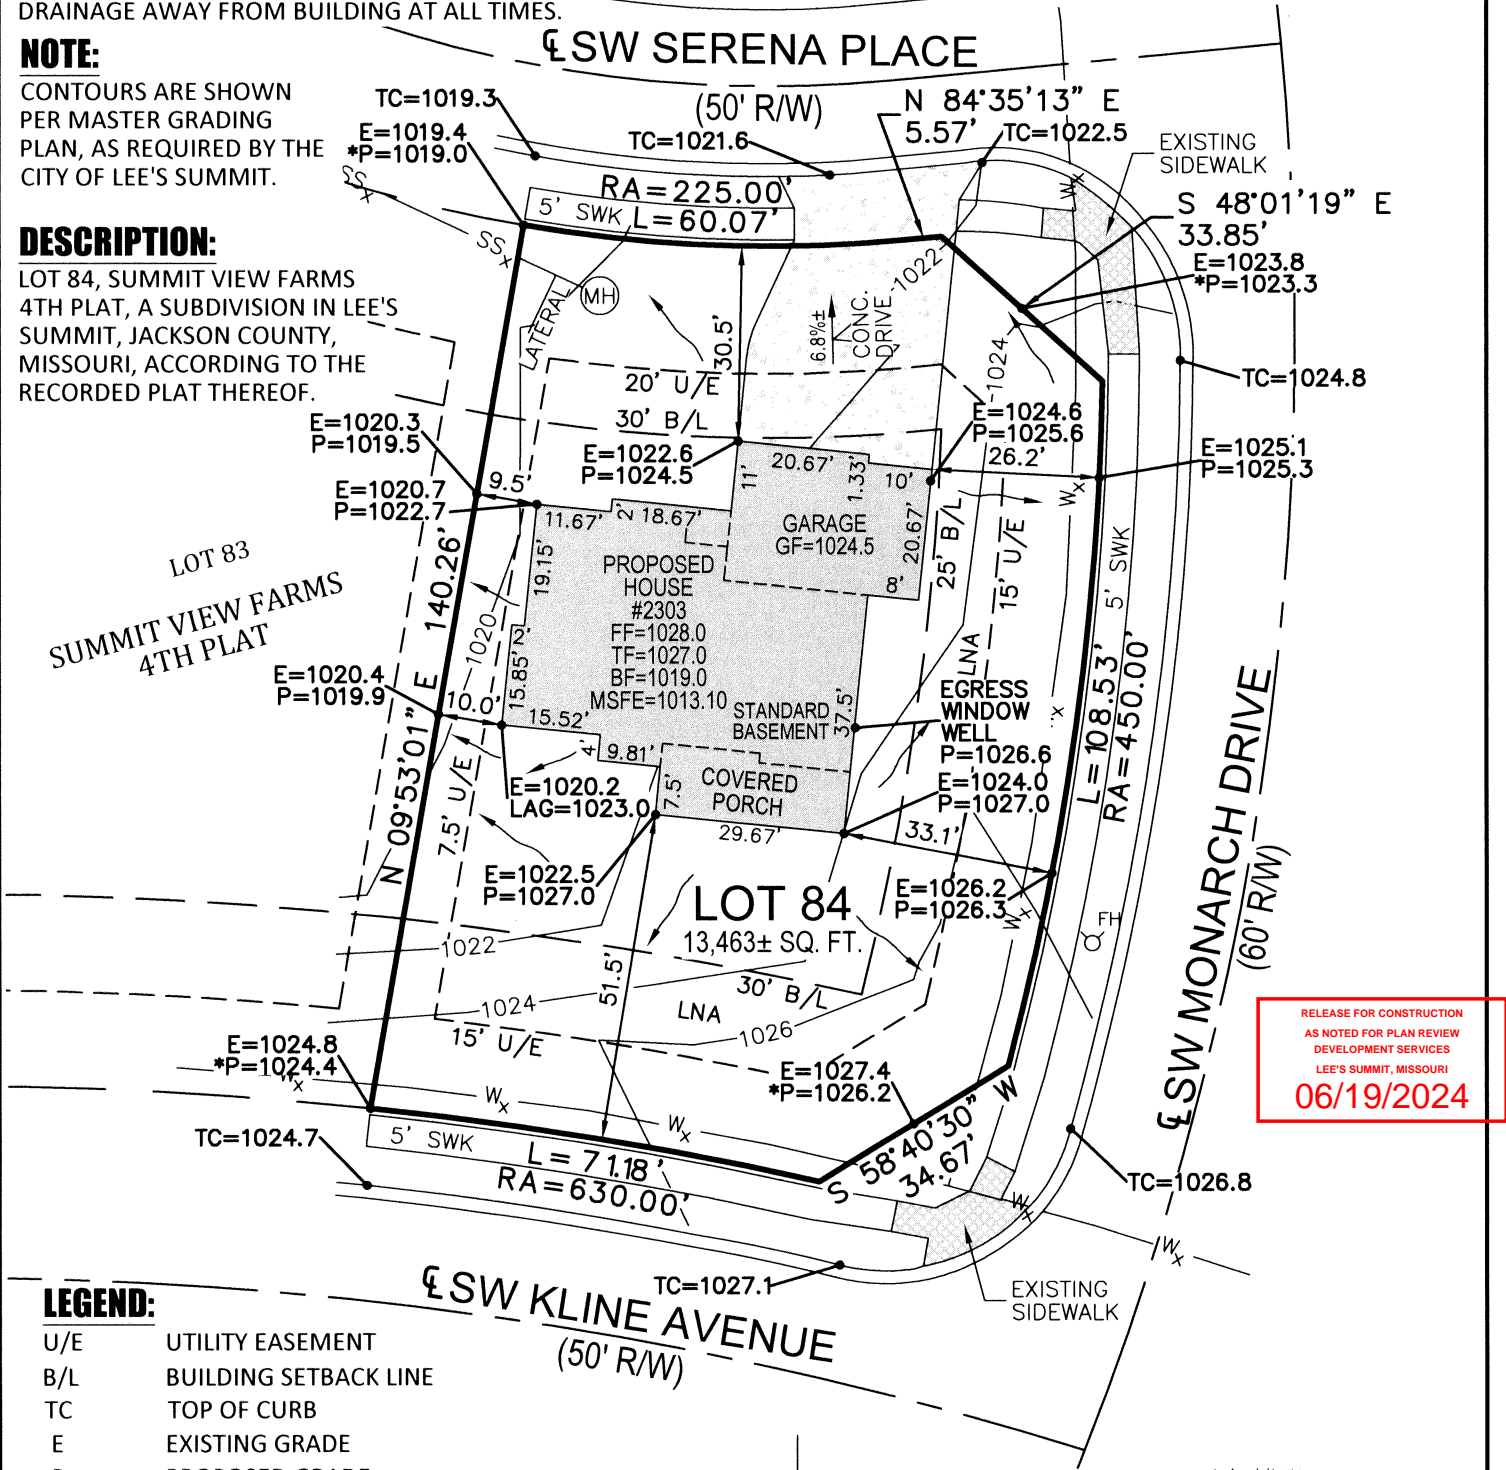 DRAINAGE AWAY FROM BUILDING AT ALL TIMES.
NOTE:
CONTOURS ARE SHOWN
PER MASTER GRADING
PLAN, AS REQUIRED BY THE
CITY OF LEE'S SUMMIT.
DESCRIPTION:
LOT 84, SUMMIT VIEW FARMS
4TH PLAT, A SUBDIVISION IN LEE'S
SUMMIT, JACKSON COUNTY,
MISSOURI, ACCORDING TO THE
RECORDED PLAT THEREOF.
℄ SW SERENA PLACE
(50' R/W)
N 84°35'13" E
5.57'
TC=1019.3
E=1019.4
*P=1019.0
TC=1021.6
TC=1022.5
EXISTING
SIDEWALK
S 48°01'19" E
33.85'
E=1023.8
*P=1023.3
TC=1024.8
RA=225.00'
L=60.07'
5' SWK
SS
X
SS
X
MH
LATERAL
30.5'
6.8%±
CONC.
DRIVE
1022
1024
W
X
20' U/E
30' B/L
E=1020.3
P=1019.5
E=1022.6
P=1024.5
E=1024.6
P=1025.6
E=1025.1
P=1025.3
26.2'
E=1020.7
P=1022.7
9.5'
20.67'
1.33'
10'
11'
11.67'
2'
18.67'
GARAGE
GF=1024.5
20.67'
8'
25' B/L
15' U/E
W
X
5' SWK
19.15'
PROPOSED
HOUSE
#2303
FF=1028.0
TF=1027.0
BF=1019.0
MSFE=1013.10
STANDARD
BASEMENT
37.5'
2'
15.85'
15.52'
4'
9.81'
7.5'
COVERED
PORCH
29.67'
LOT 83
SUMMIT VIEW FARMS
4TH PLAT
N 09°53'01" E 140.26'
1020
E=1020.4
P=1019.9
10.0'
7.5' U/E
E=1020.2
LAG=1023.0
EGRESS
WINDOW
WELL
P=1026.6
E=1024.0
P=1027.0
LNA
33.1'
L=108.53'
RA=450.00'
E=1022.5
P=1027.0
E=1026.2
P=1026.3
W
X
LOT 84
13,463± SQ. FT.
51.5'
30' B/L
LNA
1022
1024
1026
15' U/E
FH
℄ SW MONARCH DRIVE
(60' R/W)
RELEASE FOR CONSTRUCTION
AS NOTED FOR PLAN REVIEW
DEVELOPMENT SERVICES
LEE'S SUMMIT, MISSOURI
06/19/2024
E=1024.8
*P=1024.4
W
X
E=1027.4
*P=1026.2
S 58°40'30" W
34.67'
W
X
W
X
TC=1024.7
5' SWK
L=71.18'
RA=630.00'
TC=1026.8
W
X
W
X
TC=1027.1
EXISTING
SIDEWALK
℄ SW KLINE AVENUE
(50' R/W)
LEGEND:
U/E UTILITY EASEMENT
B/L BUILDING SETBACK LINE
TC TOP OF CURB
E EXISTING GRADE